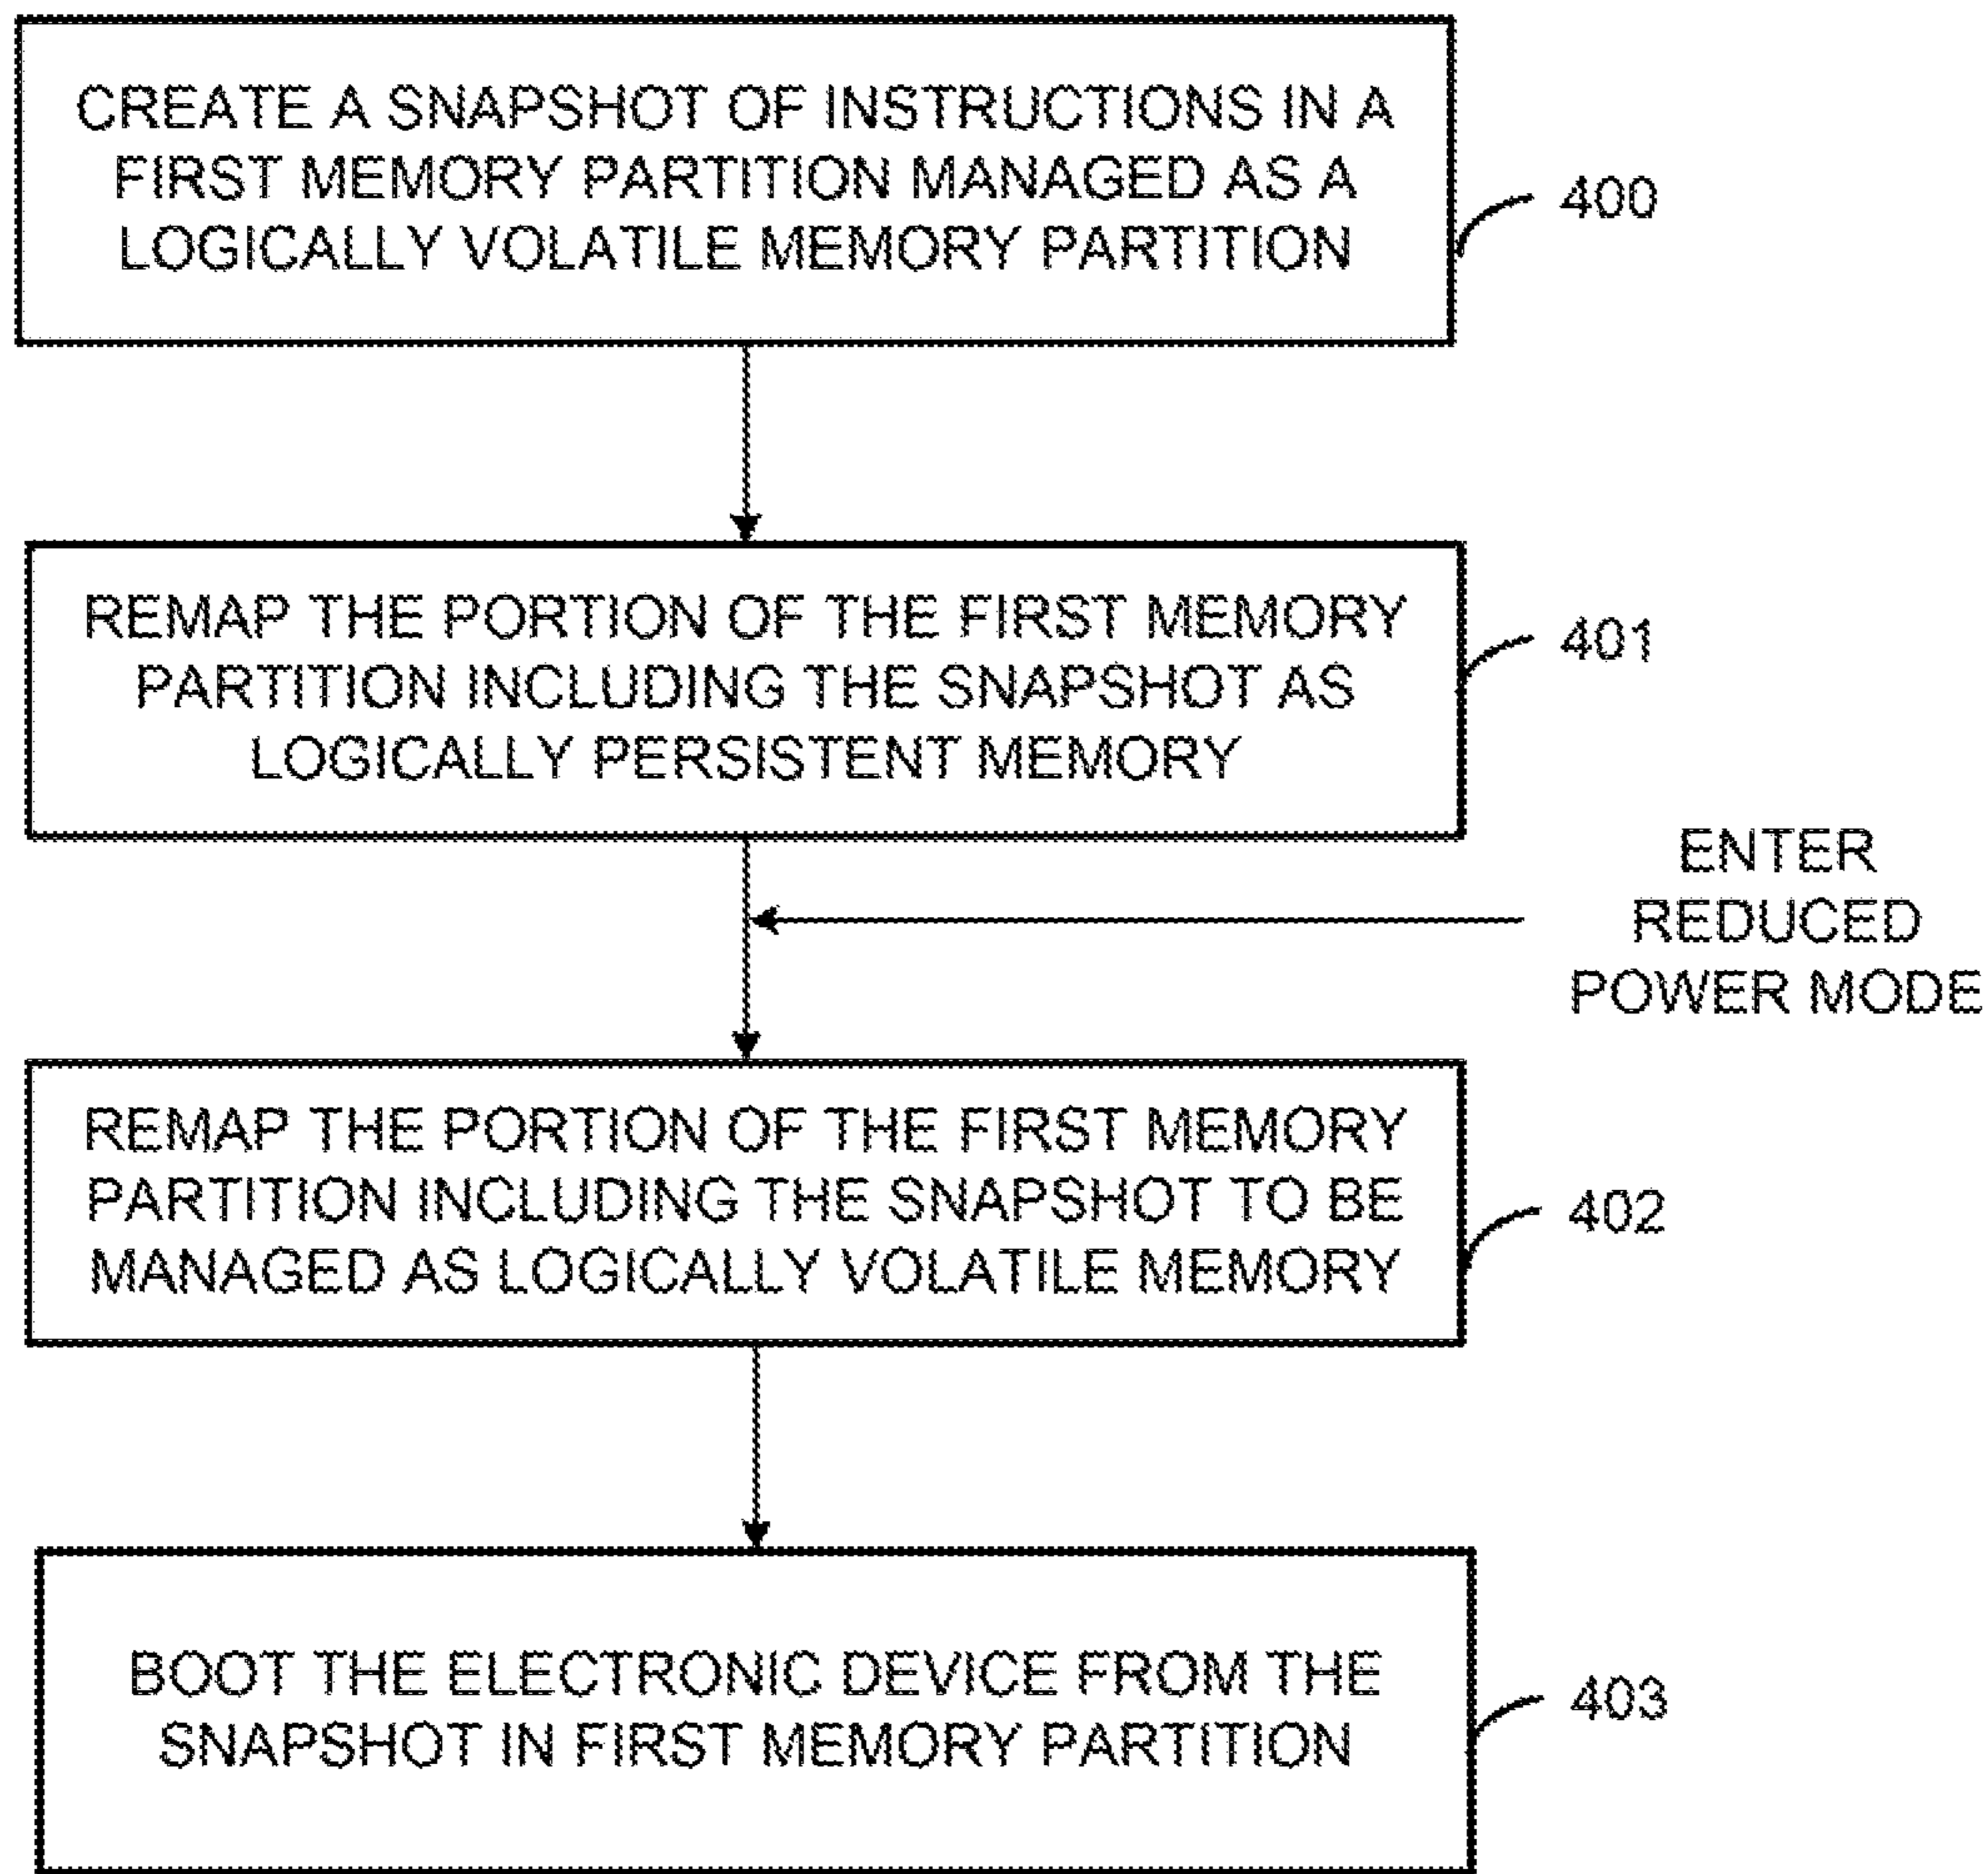 CREATE A SNAPSHOT OF INSTRUCTIONS IN A
FIRST MEMORY PARTITION MANAGED AS A
LOGICALLY VOLATILE MEMORY PARTITION
400
REMAP THE PORTION OF THE FIRST MEMORY
PARTITION INCLUDING THE SNAPSHOT AS
LOGICALLY PERSISTENT MEMORY
401
ENTER
REDUCED
POWER MODE
REMAP THE PORTION OF THE FIRST MEMORY
PARTITION INCLUDING THE SNAPSHOT TO BE
MANAGED AS LOGICALLY VOLATILE MEMORY
402
BOOT THE ELECTRONIC DEVICE FROM THE
SNAPSHOT IN FIRST MEMORY PARTITION
403